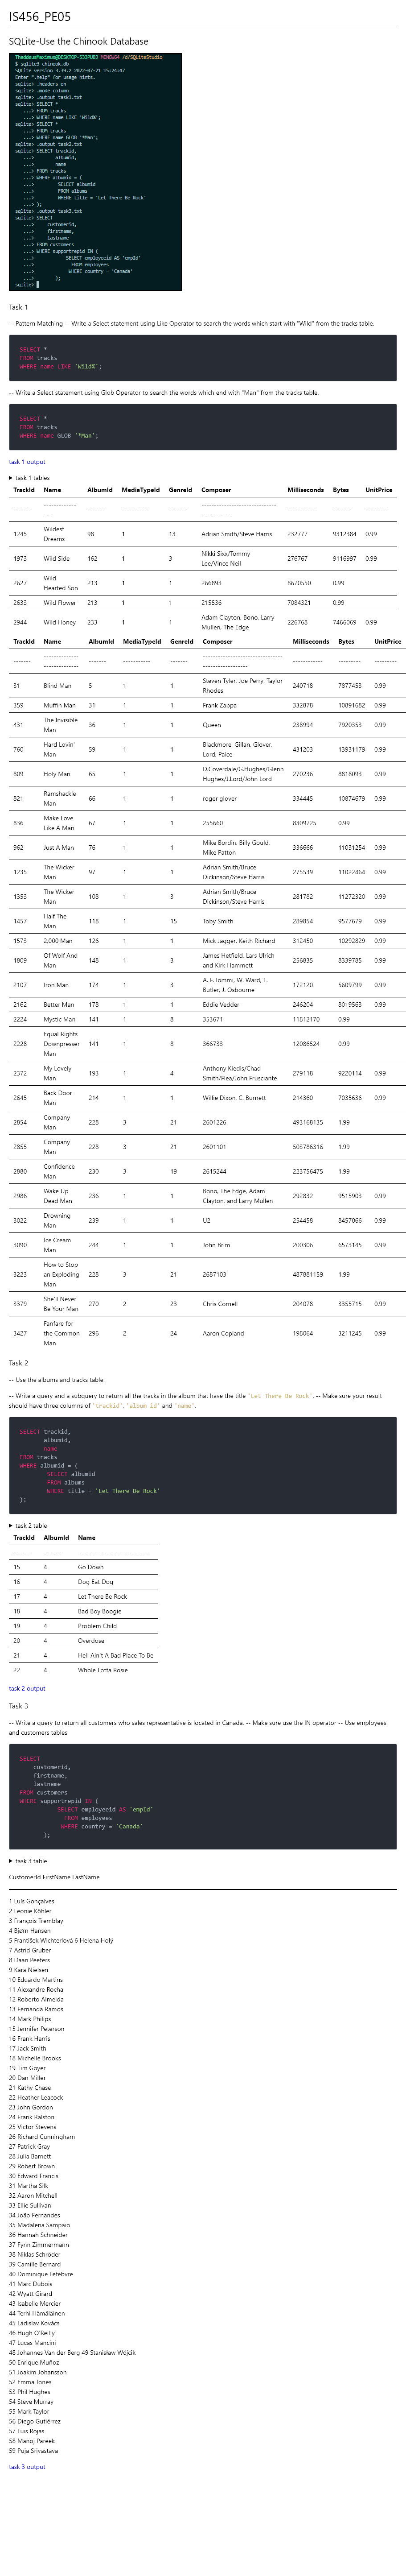 IS456_PE05
SQLite-Use the Chinook Database
ThaddeusMaximus@DESKTOP-533PUBJ MINGW64 /d/SQLiteStudio
$ sqlite3 chinook.db
SQLite version 3.39.2 2022-07-21 15:24:47
Enter ".help" for usage hints.
sqlite> .headers on
sqlite> .mode column
sqlite> .output task1.txt
sqlite> SELECT *
...> FROM tracks
...> WHERE name LIKE 'Wild%';
sqlite> SELECT *
...> FROM tracks
...> WHERE name GLOB '*Man';
sqlite> .output task2.txt
sqlite> SELECT trackid,
...> albumid,
...> name
...> FROM tracks
...> WHERE albumid = (
...> SELECT albumid
...> FROM albums
...> WHERE title = 'Let There Be Rock'
...> );
sqlite> .output task3.txt
sqlite> SELECT
...> customerid,
...> firstname,
...> lastname
...> FROM customers
...> WHERE supportrepid IN (
...> SELECT employeeid AS 'empId'
...> FROM employees
...> WHERE country = 'Canada'
...> );
sqlite>
Task 1
-- Pattern Matching -- Write a Select statement using Like Operator to search the words which start with "Wild" from the tracks table.
SELECT *
FROM tracks
WHERE name LIKE 'Wild%';
-- Write a Select statement using Glob Operator to search the words which end with "Man" from the tracks table.
SELECT *
FROM tracks
WHERE name GLOB '*Man';
task 1 output
task 1 tables
TrackId Name AlbumId MediaTypeId GenreId Composer Milliseconds Bytes UnitPrice
1245 Wildest Dreams 98 1 13 Adrian Smith/Steve Harris 232777 9312384 0.99
1973 Wild Side 162 1 3 Nikki Sixx/Tommy Lee/Vince Neil 276767 9116997 0.99
2627 Wild Hearted Son 213 1 1 266893 8670550 0.99
2633 Wild Flower 213 1 1 215536 7084321 0.99
2944 Wild Honey 233 1 1 Adam Clayton, Bono, Larry Mullen, The Edge 226768 7466069 0.99
TrackId Name AlbumId MediaTypeId GenreId Composer Milliseconds Bytes UnitPrice
31 Blind Man 5 1 1 Steven Tyler, Joe Perry, Taylor Rhodes 240718 7877453 0.99
359 Muffin Man 31 1 1 Frank Zappa 332878 10891682 0.99
431 The Invisible Man 36 1 1 Queen 238994 7920353 0.99
760 Hard Lovin' Man 59 1 1 Blackmore, Gillan, Glover, Lord, Paice 431203 13931179 0.99
809 Holy Man 65 1 1 D.Coverdale/G.Hughes/Glenn Hughes/J.Lord/John Lord 270236 8818093 0.99
821 Ramshackle Man 66 1 1 roger glover 334445 10874679 0.99
836 Make Love Like A Man 67 1 1 255660 8309725 0.99
962 Just A Man 76 1 1 Mike Bordin, Billy Gould, Mike Patton 336666 11031254 0.99
1235 The Wicker Man 97 1 1 Adrian Smith/Bruce Dickinson/Steve Harris 275539 11022464 0.99
1353 The Wicker Man 108 1 3 Adrian Smith/Bruce Dickinson/Steve Harris 281782 11272320 0.99
1457 Half The Man 118 1 15 Toby Smith 289854 9577679 0.99
1573 2,000 Man 126 1 1 Mick Jagger, Keith Richard 312450 10292829 0.99
1809 Of Wolf And Man 148 1 3 James Hetfield, Lars Ulrich and Kirk Hammett 256835 8339785 0.99
2107 Iron Man 174 1 3 A. F. Iommi, W. Ward, T. Butler, J. Osbourne 172120 5609799 0.99
2162 Better Man 178 1 1 Eddie Vedder 246204 8019563 0.99
2224 Mystic Man 141 1 8 353671 11812170 0.99
2228 Equal Rights Downpresser Man 141 1 8 366733 12086524 0.99
2372 My Lovely Man 193 1 4 Anthony Kiedis/Chad Smith/Flea/John Frusciante 279118 9220114 0.99
2645 Back Door Man 214 1 1 Willie Dixon, C. Burnett 214360 7035636 0.99
2854 Company Man 228 3 21 2601226 493168135 1.99
2855 Company Man 228 3 21 2601101 503786316 1.99
2880 Confidence Man 230 3 19 2615244 223756475 1.99
2986 Wake Up Dead Man 236 1 1 Bono, The Edge, Adam Clayton, and Larry Mullen 292832 9515903 0.99
3022 Drowning Man 239 1 1 U2 254458 8457066 0.99
3090 Ice Cream Man 244 1 1 John Brim 200306 6573145 0.99
3223 How to Stop an Exploding Man 228 3 21 2687103 487881159 1.99
3379 She'll Never Be Your Man 270 2 23 Chris Cornell 204078 3355715 0.99
3427 Fanfare for the Common Man 296 2 24 Aaron Copland 198064 3211245 0.99
Task 2
-- Use the albums and tracks table:
-- Write a query and a subquery to return all the tracks in the album that have the title 'Let There Be Rock'. -- Make sure your result
should have three columns of 'trackid', 'album id' and 'name'.
SELECT trackid,
albumid,
name
FROM tracks
WHERE albumid = (
SELECT albumid
FROM albums
WHERE title = 'Let There Be Rock'
);
task 2 table
TrackId AlbumId Name
15 4 Go Down
16 4 Dog Eat Dog
17 4 Let There Be Rock
18 4 Bad Boy Boogie
19 4 Problem Child
20 4 Overdose
21 4 Hell Ain't A Bad Place To Be
22 4 Whole Lotta Rosie
task 2 output
Task 3
-- Write a query to return all customers who sales representative is located in Canada. -- Make sure use the IN operator -- Use employees
and customers tables
SELECT
customerid,
firstname,
lastname
FROM customers
WHERE supportrepid IN (
SELECT employeeid AS 'empId'
FROM employees
WHERE country = 'Canada'
);
task 3 table
CustomerId FirstName LastName
1 Luís Gonçalves
2 Leonie Köhler
3 François Tremblay
4 Bjørn Hansen
5 František Wichterlová 6 Helena Holý
7 Astrid Gruber
8 Daan Peeters
9 Kara Nielsen
10 Eduardo Martins
11 Alexandre Rocha
12 Roberto Almeida
13 Fernanda Ramos
14 Mark Philips
15 Jennifer Peterson
16 Frank Harris
17 Jack Smith
18 Michelle Brooks
19 Tim Goyer
20 Dan Miller
21 Kathy Chase
22 Heather Leacock
23 John Gordon
24 Frank Ralston
25 Victor Stevens
26 Richard Cunningham
27 Patrick Gray
28 Julia Barnett
29 Robert Brown
30 Edward Francis
31 Martha Silk
32 Aaron Mitchell
33 Ellie Sullivan
34 João Fernandes
35 Madalena Sampaio
36 Hannah Schneider
37 Fynn Zimmermann
38 Niklas Schröder
39 Camille Bernard
40 Dominique Lefebvre
41 Marc Dubois
42 Wyatt Girard
43 Isabelle Mercier
44 Terhi Hämäläinen
45 Ladislav Kovács
46 Hugh O'Reilly
47 Lucas Mancini
48 Johannes Van der Berg 49 Stanisław Wójcik
50 Enrique Muñoz
51 Joakim Johansson
52 Emma Jones
53 Phil Hughes
54 Steve Murray
55 Mark Taylor
56 Diego Gutiérrez
57 Luis Rojas
58 Manoj Pareek
59 Puja Srivastava
task 3 output